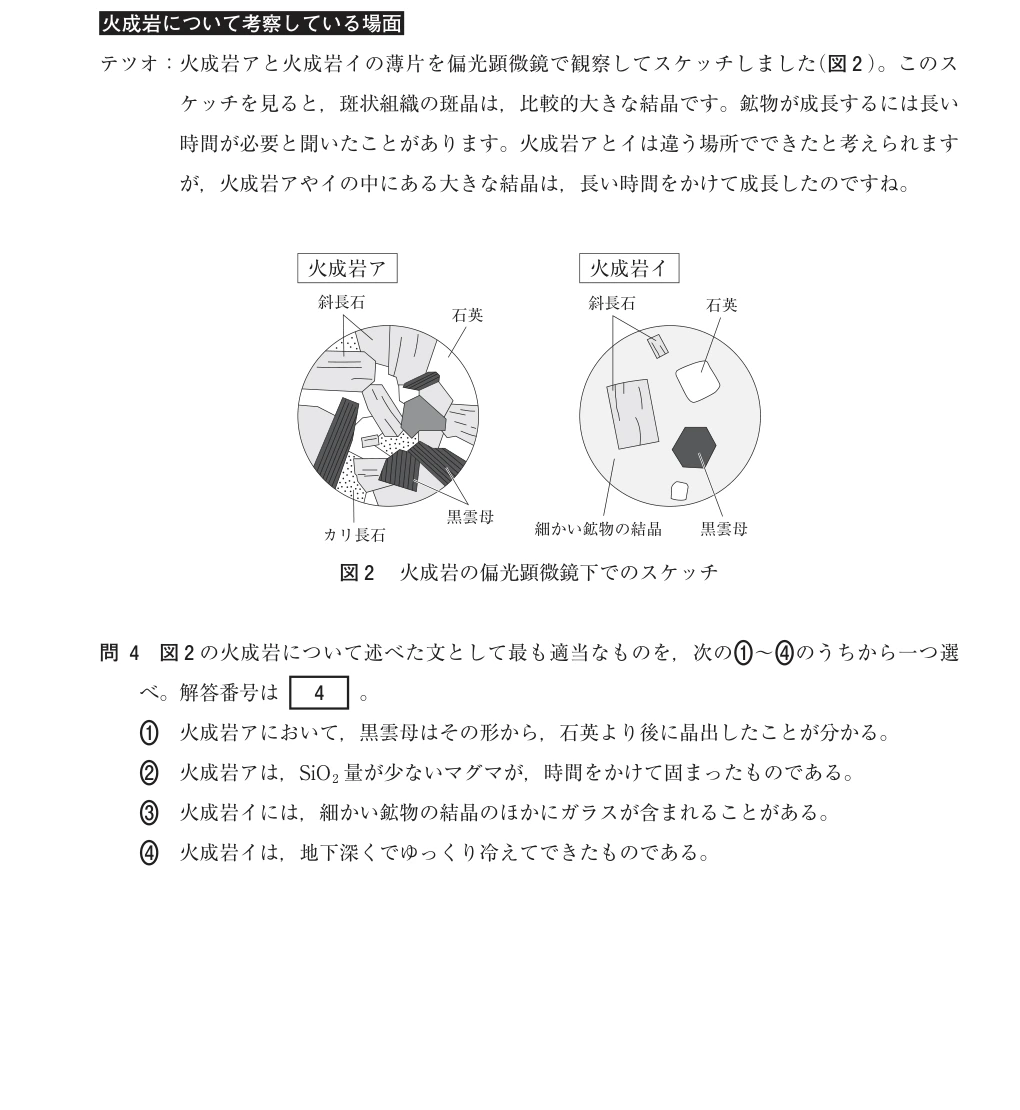 火成岩について考察している場面
テツオ：火成岩アと火成岩イの薄片を偏光顕微鏡で観察してスケッチしました(図2)。このス
ケッチを見ると，斑状組織の斑晶は，比較的大きな結晶です。鉱物が成長するには長い
時間が必要と聞いたことがあります。火成岩アとイは違う場所でできたと考えられます
が，火成岩アやイの中にある大きな結晶は，長い時間をかけて成長したのですね。
火成岩ア
斜長石
石英
カリ長石
黒雲母
火成岩イ
斜長石
石英
細かい鉱物の結晶
黒雲母
図2　火成岩の偏光顕微鏡下でのスケッチ
問 4　図2の火成岩について述べた文として最も適当なものを，次の①～④のうちから一つ選
べ。解答番号は 4 。
①　火成岩アにおいて，黒雲母はその形から，石英より後に晶出したことが分かる。
②　火成岩アは，SiO₂量が少ないマグマが，時間をかけて固まったものである。
③　火成岩イには，細かい鉱物の結晶のほかにガラスが含まれることがある。
④　火成岩イは，地下深くでゆっくり冷えてできたものである。